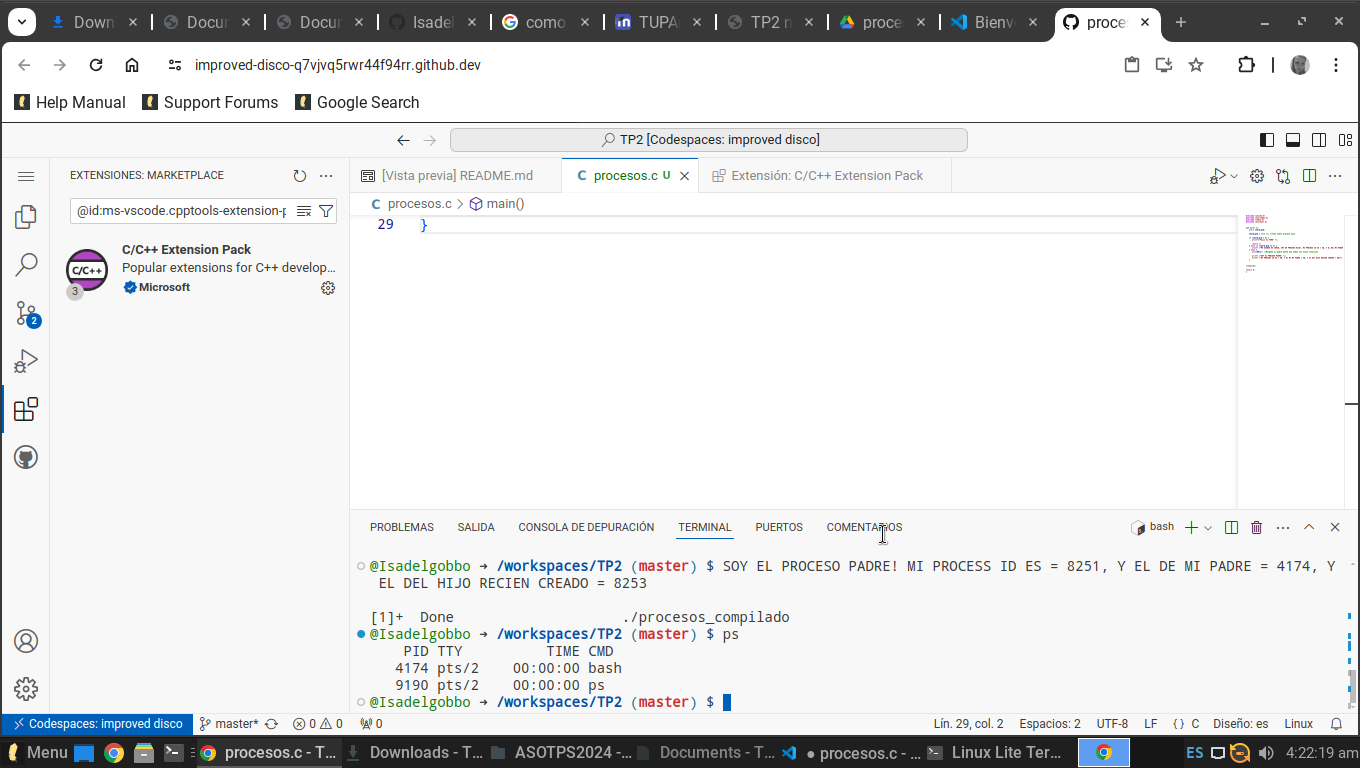 Down
Docur
Docur
Isadel
como
in TUPA
TP2 n
proce
Bienv
proce
improved-disco-q7vjvq5rwr44f94rr.github.dev
Help Manual Support Forums Google Search
TP2 [Codespaces: improved disco]
EXTENSIONES: MARKETPLACE
[Vista previa] README.md
C procesos.c U
Extensión: C/C++ Extension Pack
@id:ms-vscode.cpptools-extension-p
C procesos.c > main()
29 }
C/C++
3
C/C++ Extension Pack
Popular extensions for C++ develop...
Microsoft
2
PROBLEMAS SALIDA CONSOLA DE DEPURACIÓN TERMINAL PUERTOS COMENTARIOS
bash
@Isadelgobbo → /workspaces/TP2 (master) $ SOY EL PROCESO PADRE! MI PROCESS ID ES = 8251, Y EL DE MI PADRE = 4174, Y
EL DEL HIJO RECIEN CREADO = 8253
[1]+ Done ./procesos_compilado
@Isadelgobbo → /workspaces/TP2 (master) $ ps
PID TTY TIME CMD
4174 pts/2 00:00:00 bash
9190 pts/2 00:00:00 ps
@Isadelgobbo → /workspaces/TP2 (master) $
Codespaces: improved disco
master*
0 0
0
Lín. 29, col. 2
Espacios: 2
UTF-8
LF
{ } C
Diseño: es
Linux
Menu
procesos.c - T...
Downloads - T...
ASOTPS2024 -...
Documents - T...
● procesos.c - ...
Linux Lite Ter...
ES
4:22:19 am